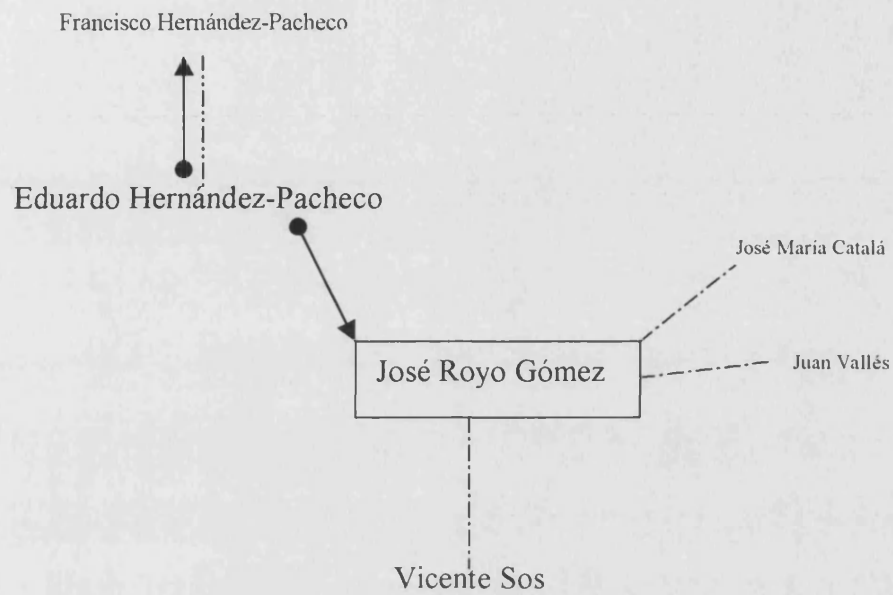 Francisco Hernández-Pacheco
Eduardo Hernández-Pacheco
José María Catalá
José Royo Gómez
Juan Vallés
Vicente Sos